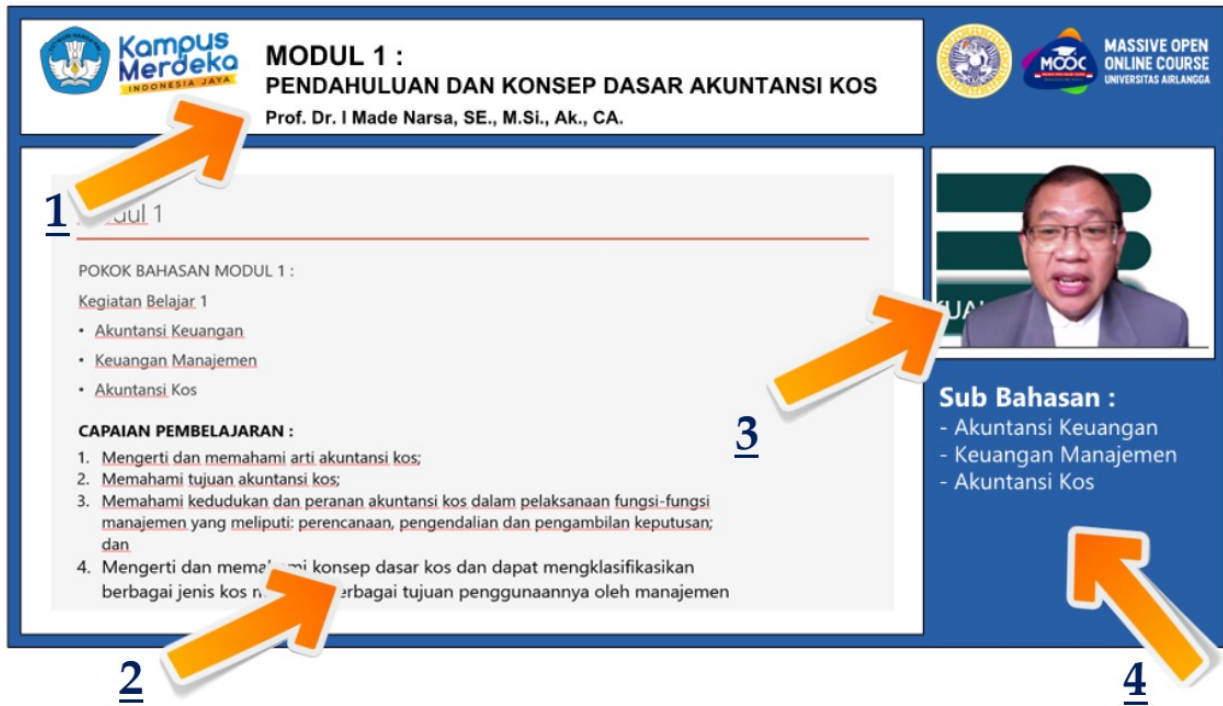 Kampus
Merdeka
INDONESIA JAYA
MODUL 1 :
PENDAHULUAN DAN KONSEP DASAR AKUNTANSI KOS
Prof. Dr. I Made Narsa, SE., M.Si., Ak., CA.
MOOC
MASSIVE OPEN
ONLINE COURSE
UNIVERSITAS AIRLANGGA
1
dul 1
POKOK BAHASAN MODUL 1 :
Kegiatan Belajar 1
• Akuntansi Keuangan
• Keuangan Manajemen
• Akuntansi Kos
CAPAIAN PEMBELAJARAN :
1. Mengerti dan memahami arti akuntansi kos;
2. Memahami tujuan akuntansi kos;
3. Memahami kedudukan dan peranan akuntansi kos dalam pelaksanaan fungsi-fungsi
manajemen yang meliputi: perencanaan, pengendalian dan pengambilan keputusan;
dan
4. Mengerti dan memahami konsep dasar kos dan dapat mengklasifikasikan
berbagai jenis kos berbagai tujuan penggunaannya oleh manajemen
2
3
Sub Bahasan :
- Akuntansi Keuangan
- Keuangan Manajemen
- Akuntansi Kos
4